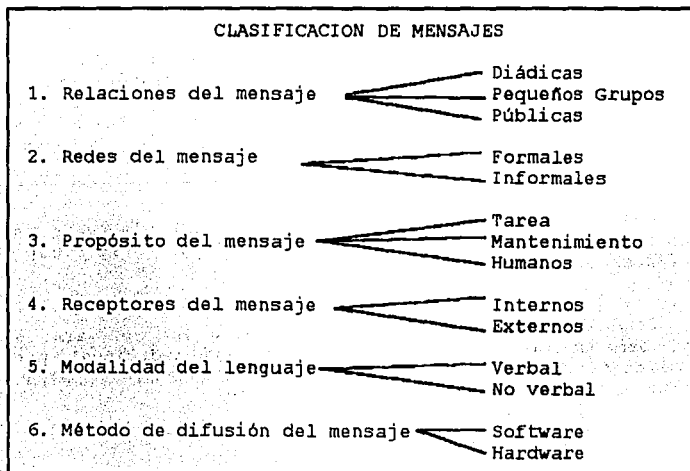 CLASIFICACION DE MENSAJES
Diádicas
1. Relaciones del mensaje Pequeños Grupos
Públicas
2. Redes del mensaje Formales
Informales
Tarea
3. Propósito del mensaje Mantenimiento
Humanos
4. Receptores del mensaje Internos
Externos
5. Modalidad del lenguaje Verbal
No verbal
6. Método de difusión del mensaje Software
Hardware